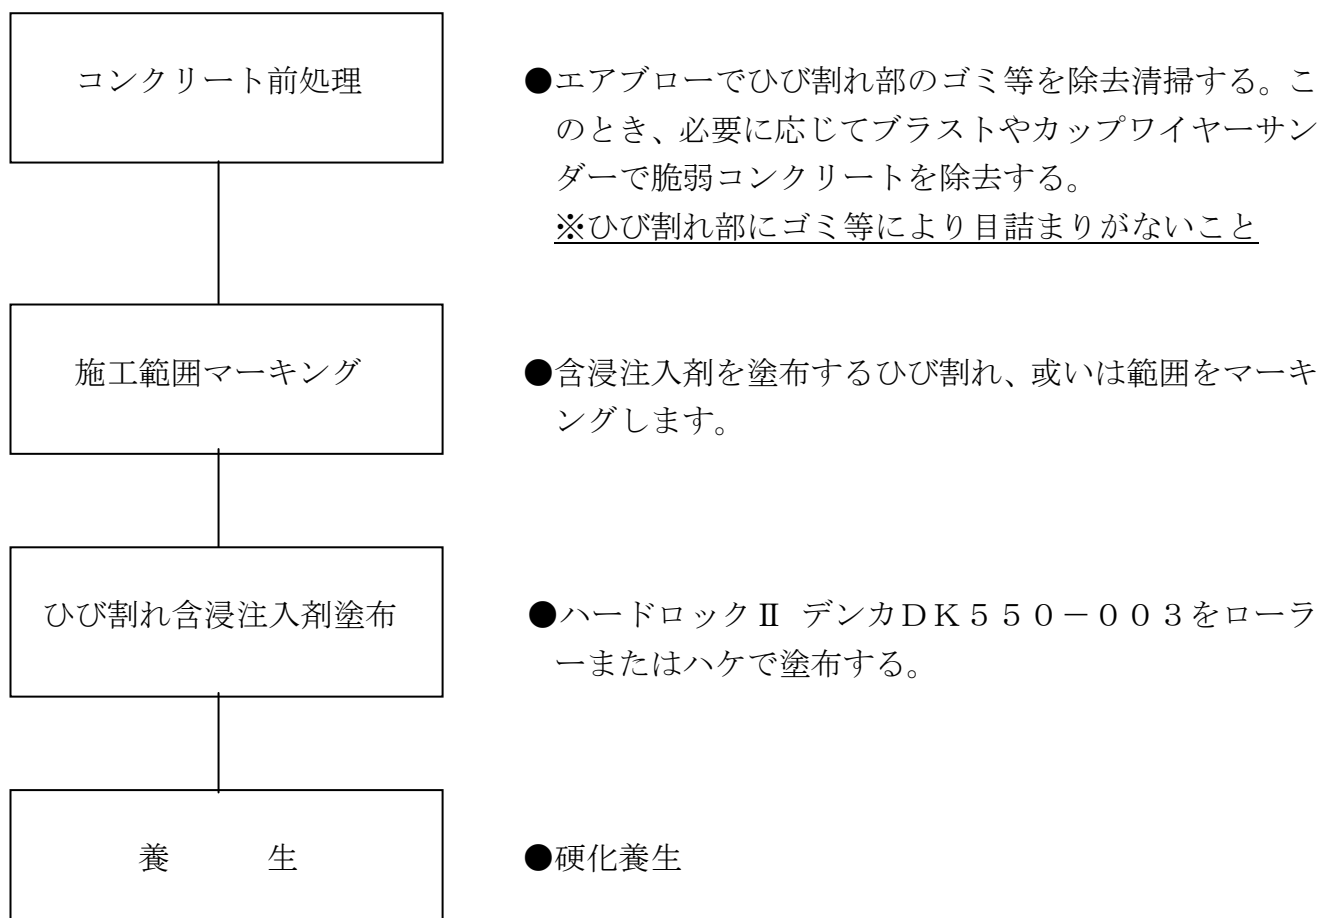 コンクリート前処理
●エアブローでひび割れ部のゴミ等を除去清掃する。こ
のとき、必要に応じてブラストやカップワイヤーサン
ダーで脆弱コンクリートを除去する。
※ひび割れ部にゴミ等により目詰まりがないこと
施工範囲マーキング
●含浸注入剤を塗布するひび割れ、或いは範囲をマーキ
ングします。
ひび割れ含浸注入剤塗布
●ハードロックⅡ デンカDK550-003をローラ
ーまたはハケで塗布する。
養 生
●硬化養生